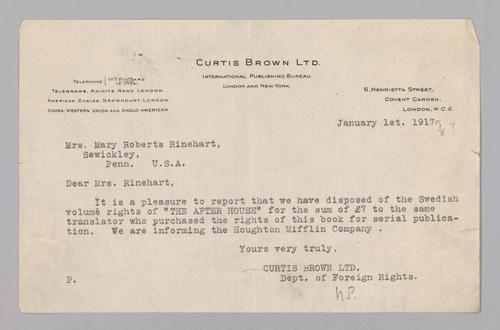 CURTIS BROWN LTD.
INTERNATIONAL PUBLISHING BUREAU.
LONDON AND NEW YORK.
TELEPHONE
TELEGRAMS, AXINITE RAND LONDON.
AMERICAN CABLES, BROWNCURT LONDON.
CODES, WESTERN UNION AND ANGLO-AMERICAN.
6, HENRIETTA STREET,
COVENT GARDEN,
LONDON, W.C.2.
January 1st. 1917
Mrs. Mary Roberts Rinehart,
Sewickley,
Penn. U.S.A.
Dear Mrs. Rinehart,
It is a pleasure to report that we have disposed of the Swedish
volume rights of "THE AFTER HOUSE" for the sum of £7 to the same
translator who purchased the rights of this book for serial publica-
tion. We are informing the Houghton Mifflin Company .
Yours very truly,
CURTIS BROWN LTD.
Dept. of Foreign Rights.
P.